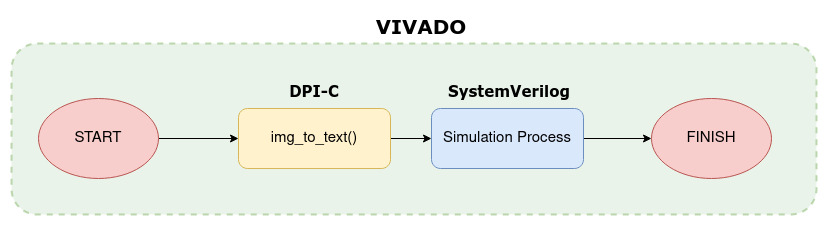 VIVADO
DPI-C
SystemVerilog
START
img_to_text()
Simulation Process
FINISH